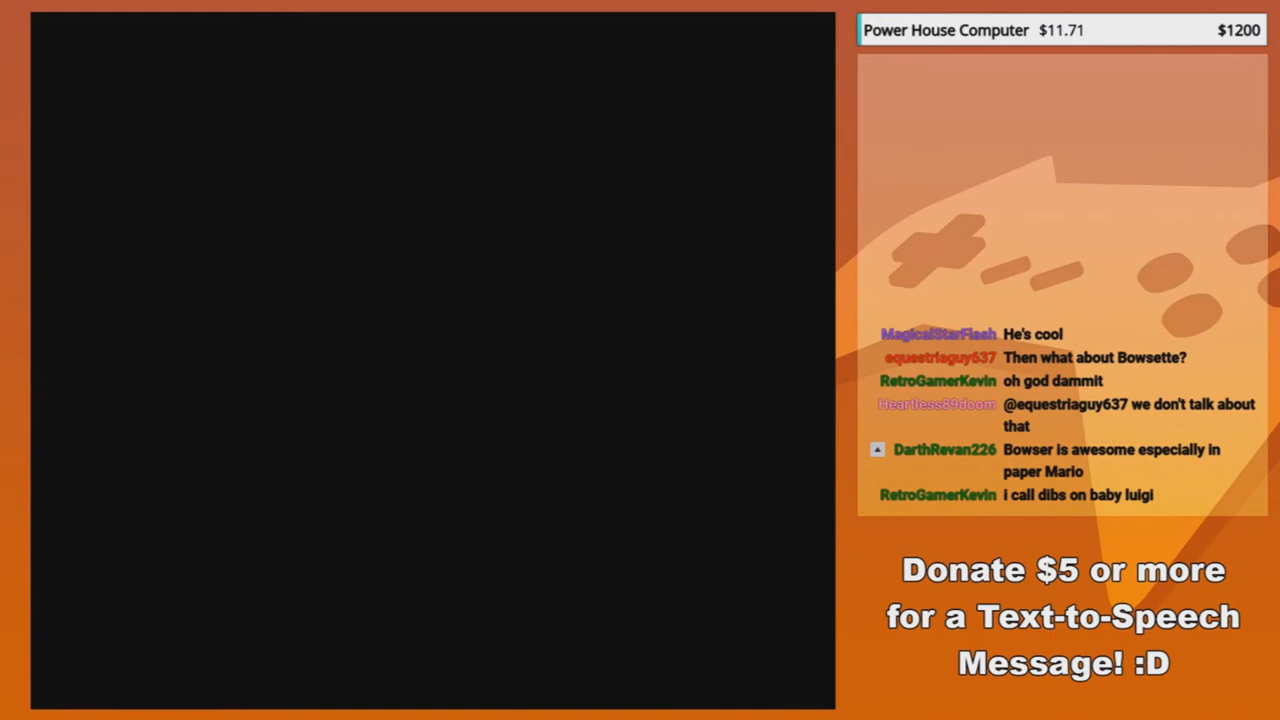 Power House Computer $11.71 $1200
MagicalStarFlash He's cool
equestriaguy637 Then what about Bowsette?
RetroGamerKevin oh god dammit
Heartless89doom @equestriaguy637 we don't talk about
that
DarthRevan226 Bowser is awesome especially in
paper Mario
RetroGamerKevin i call dibs on baby luigi
Donate $5 or more
for a Text-to-Speech
Message! :D